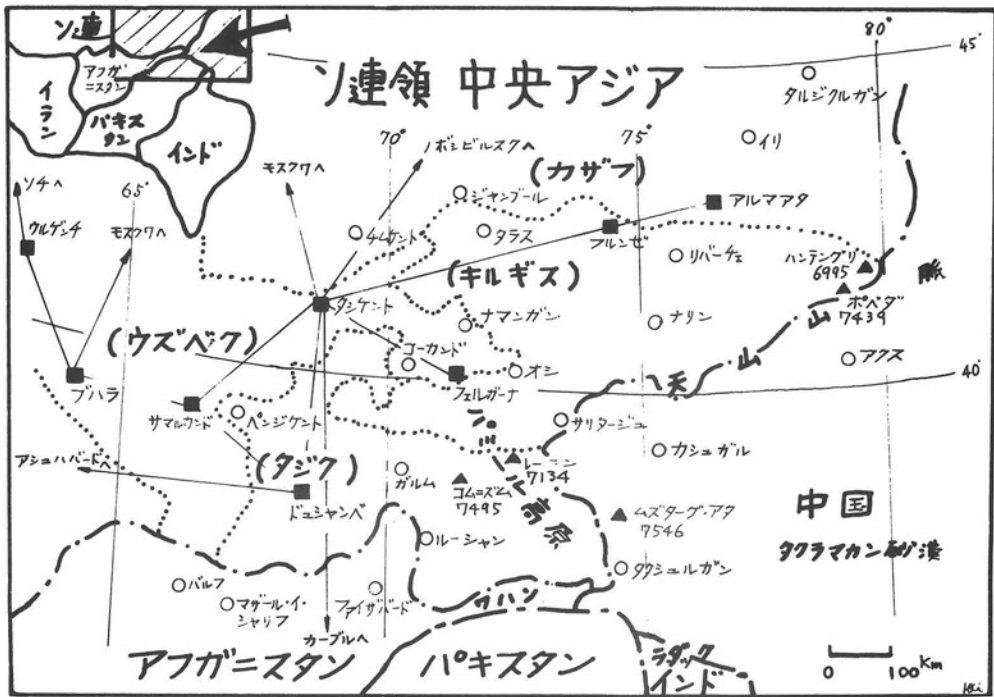 ソ連
アフガ
ニスタン
イラン
パキス
タン
インド
ソ連領 中央アジア
80°
45°
タルジクルガン
イリ
70°
75°
65°
ノボシビルスクへ
モスクワへ
ソチへ
モスクワへ
(カザフ)
ジャンブール
アルマアタ
ウルゲンチ
チムケント
タラス
フルンゼ
リバーチェ
ハンテングリ
6995
ポベダ
7439
(キルギス)
タシケント
ナマンガン
ナリン
天山山脈
(ウズベク)
コーカンド
オシ
アクス
40°
ブハラ
フェルガーナ
サマルカンド
ペンジケント
サリタージュ
カシュガル
アシュハバードへ
(タジク)
ドュシャンベ
ガルム
コムニズム
7495
レーニン
7134
パミール高原
ムズターグ・アタ
7546
中国
タクラマカン砂漠
ルーシャン
タクシュルガン
バルフ
マザール・イ・
シャリフ
ファイザバード
ワハン
カーブルへ
アフガニスタン
パキスタン
ラダック
インド
0 100 Km